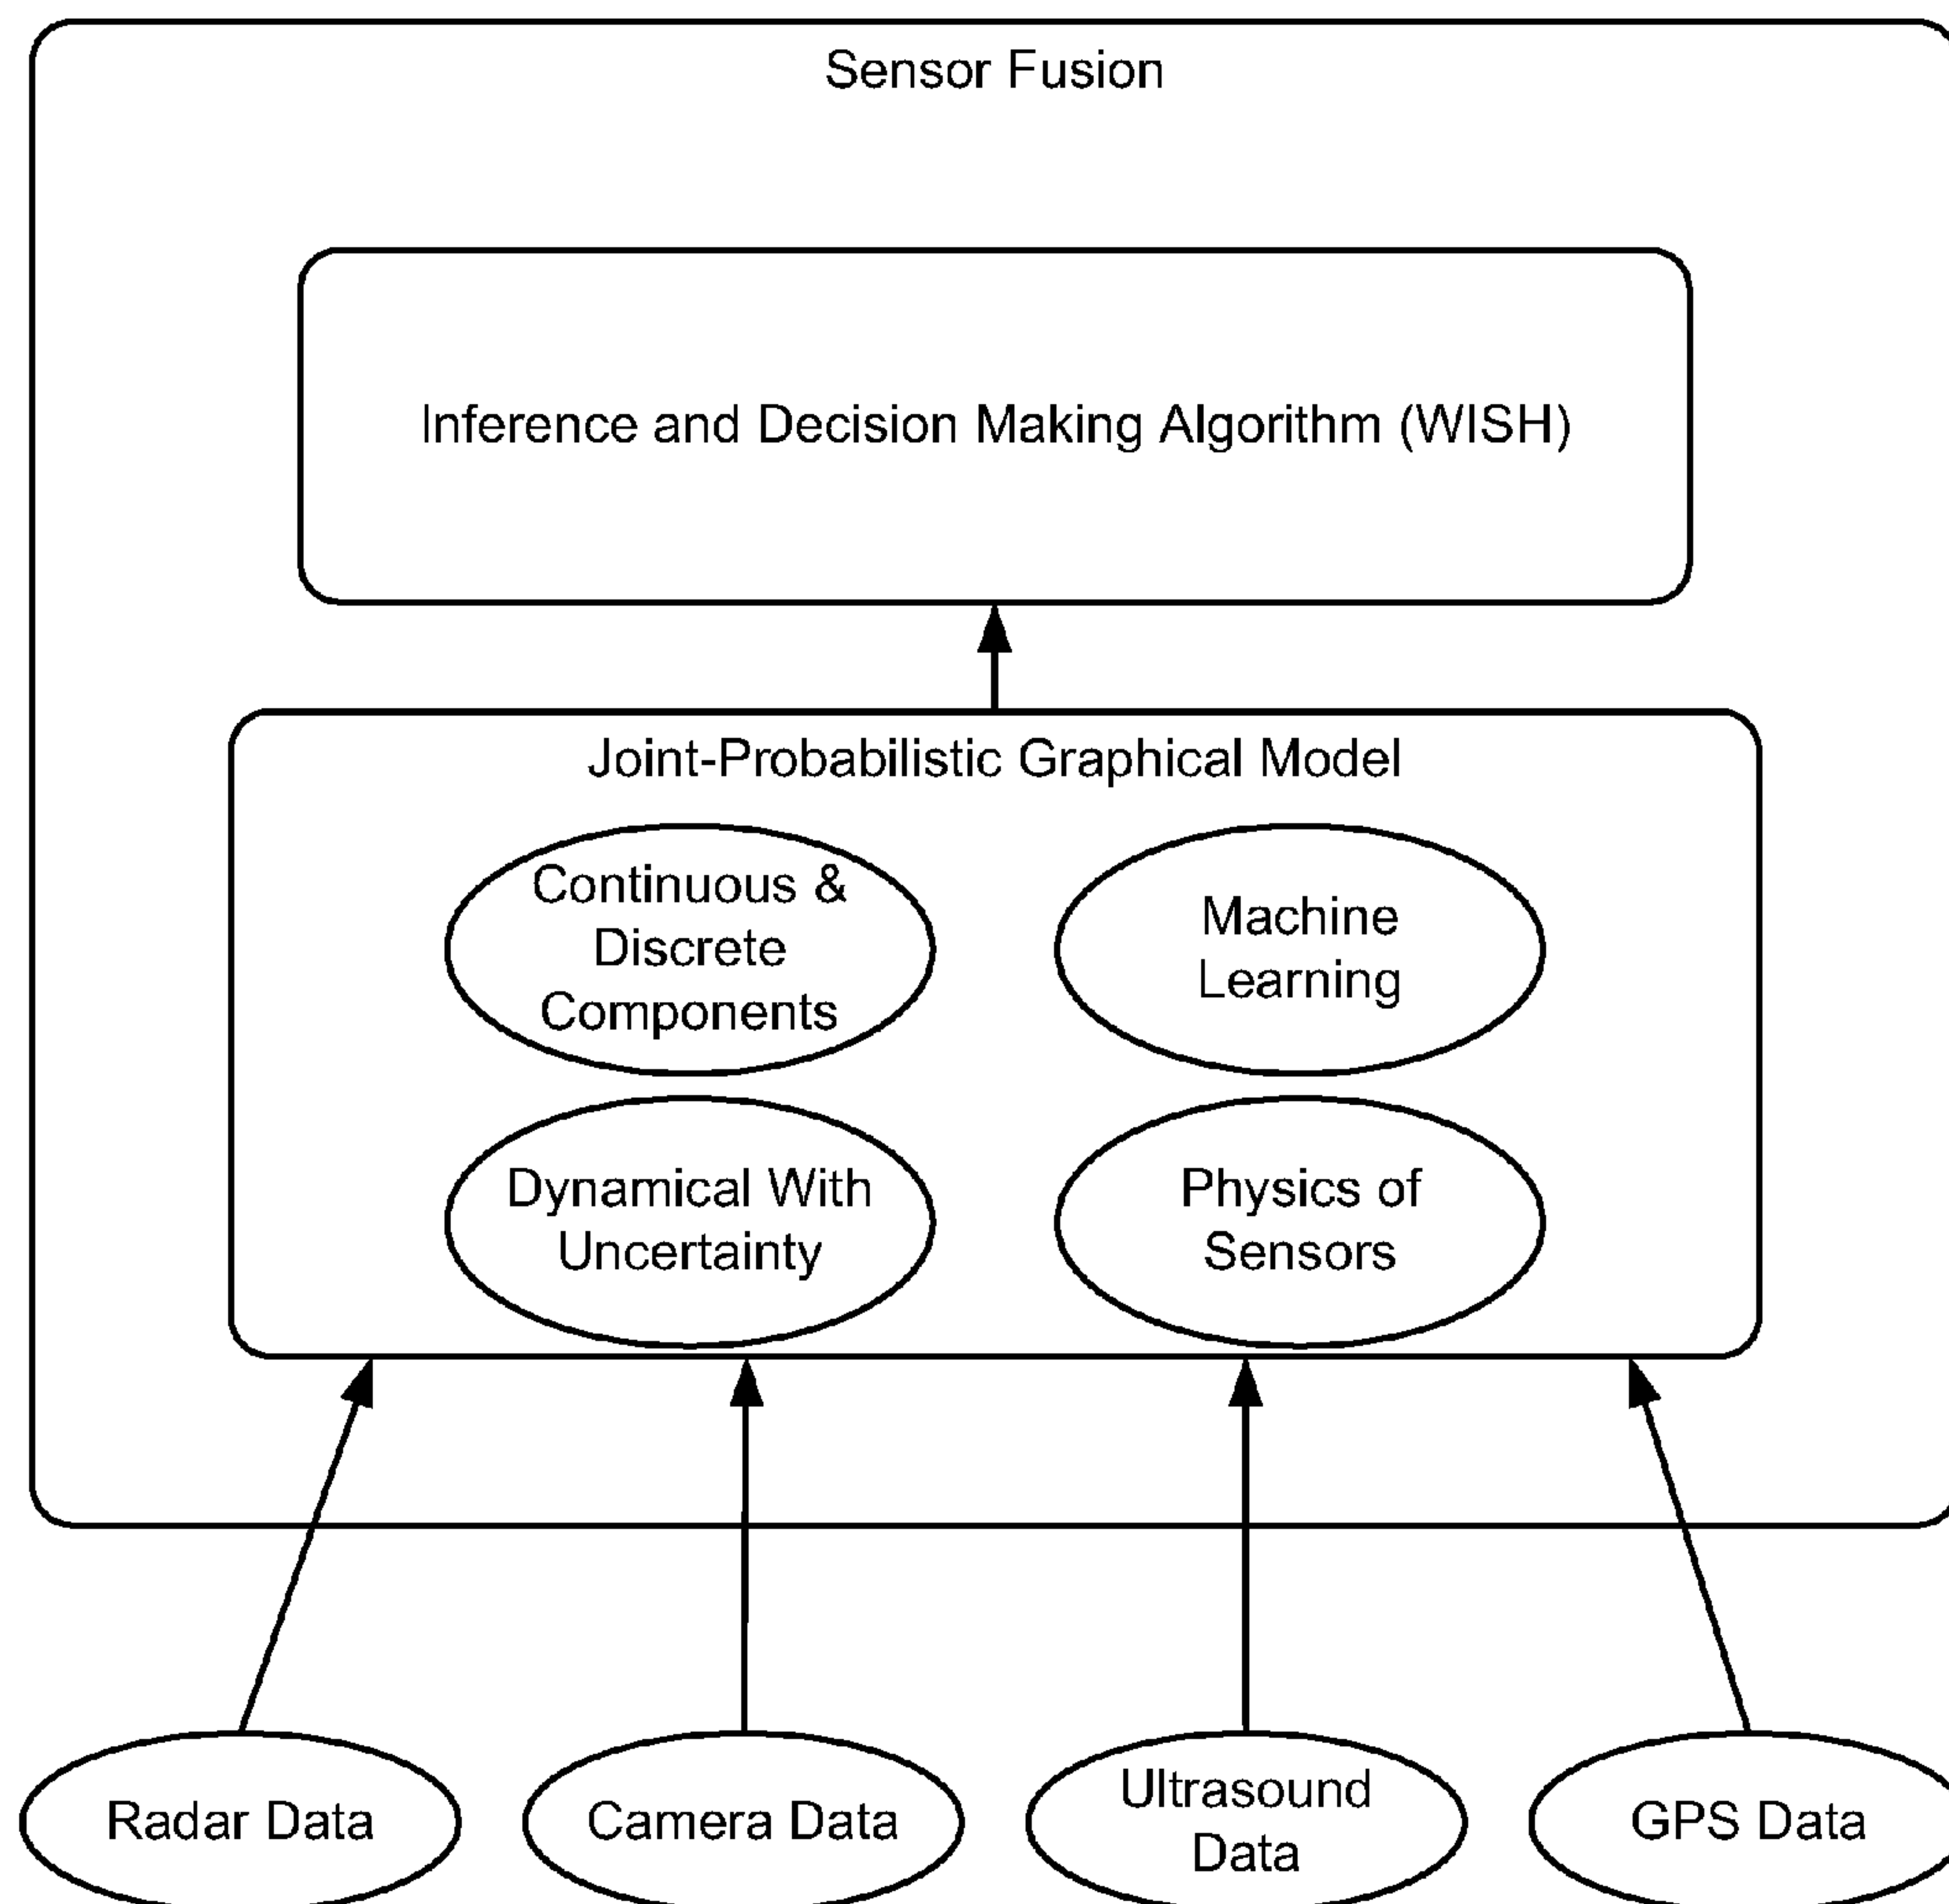 Sensor Fusion
Inference and Decision Making Algorithm (WISH)
Joint-Probabilistic Graphical Model
Continuous &
Discrete
Components
Machine
Learning
Dynamical With
Uncertainty
Physics of
Sensors
Radar Data
Camera Data
Ultrasound
Data
GPS Data